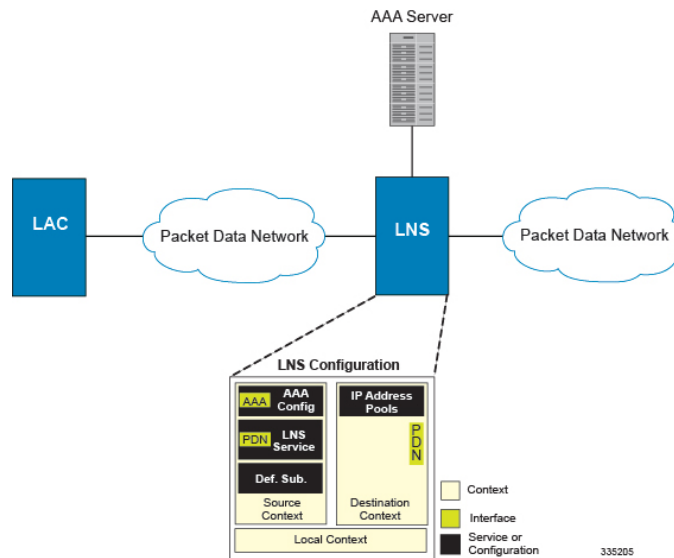 AAA Server
LAC
Packet Data Network
LNS
Packet Data Network
LNS Configuration
AAA
AAA
Config
IP Address
Pools
PDN
LNS
Service
PDN
Def. Sub.
Source
Context
Destination
Context
Local Context
Context
Interface
Service or
Configuration
335205